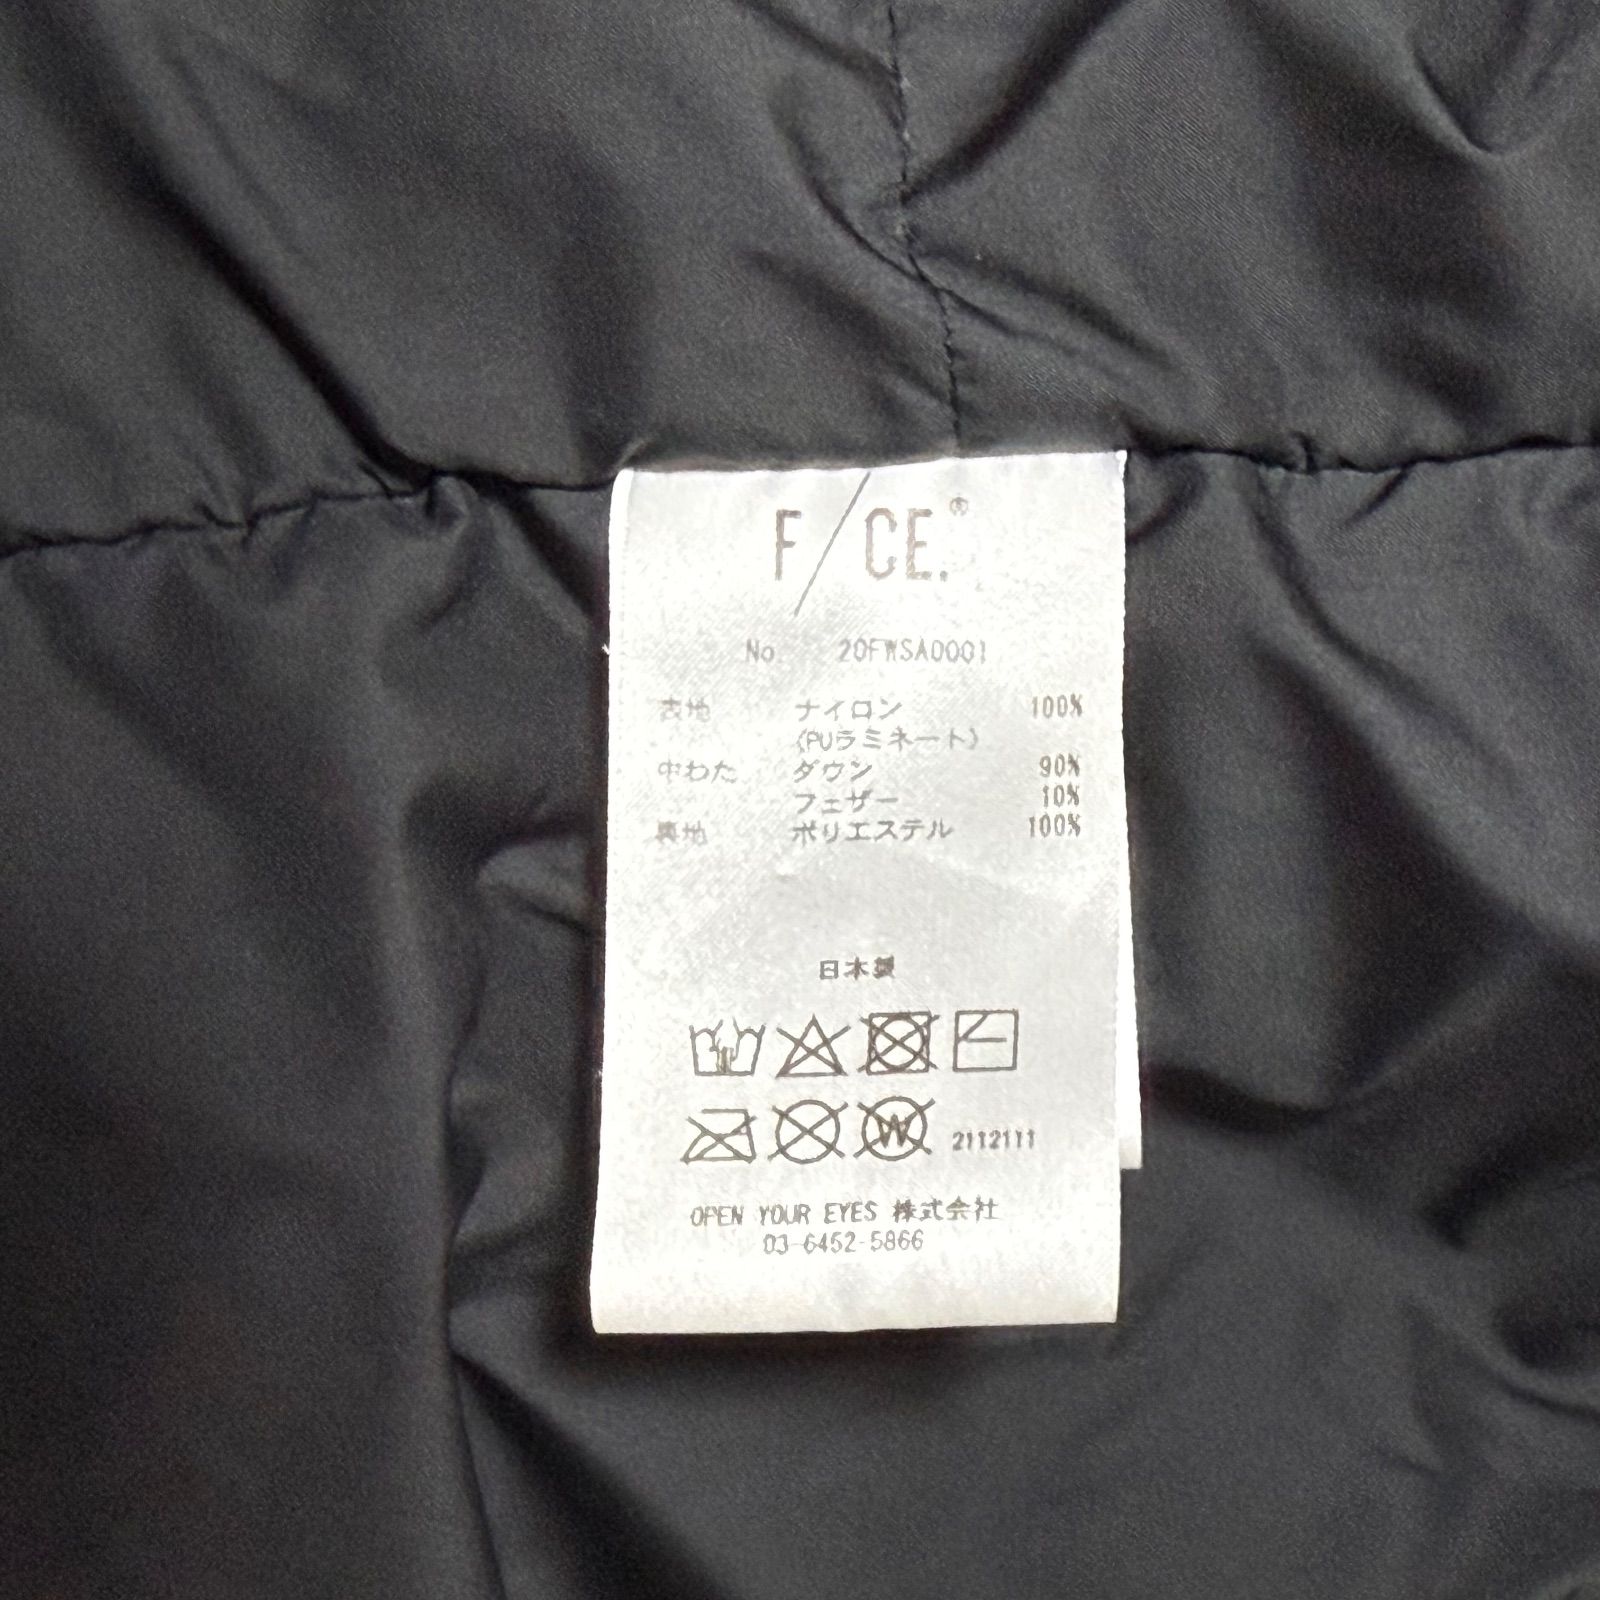 F/CE.®
No 20FWSA0001
表地 ナイロン 100%
(PUラミネート)
中わた ダウン 90%
フェザー 10%
裏地 ポリエステル 100%
日本製
W 2112111
OPEN YOUR EYES 株式会社
03-6452-5866